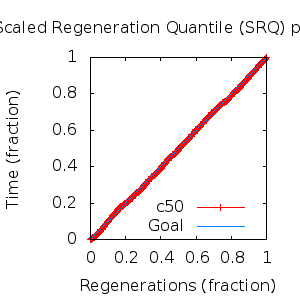 Scaled Regeneration Quantile (SRQ) p
1
0.8
0.6
0.4
0.2
0
Time (fraction)
c50
Goal
0 0.2 0.4 0.6 0.8 1
Regenerations (fraction)